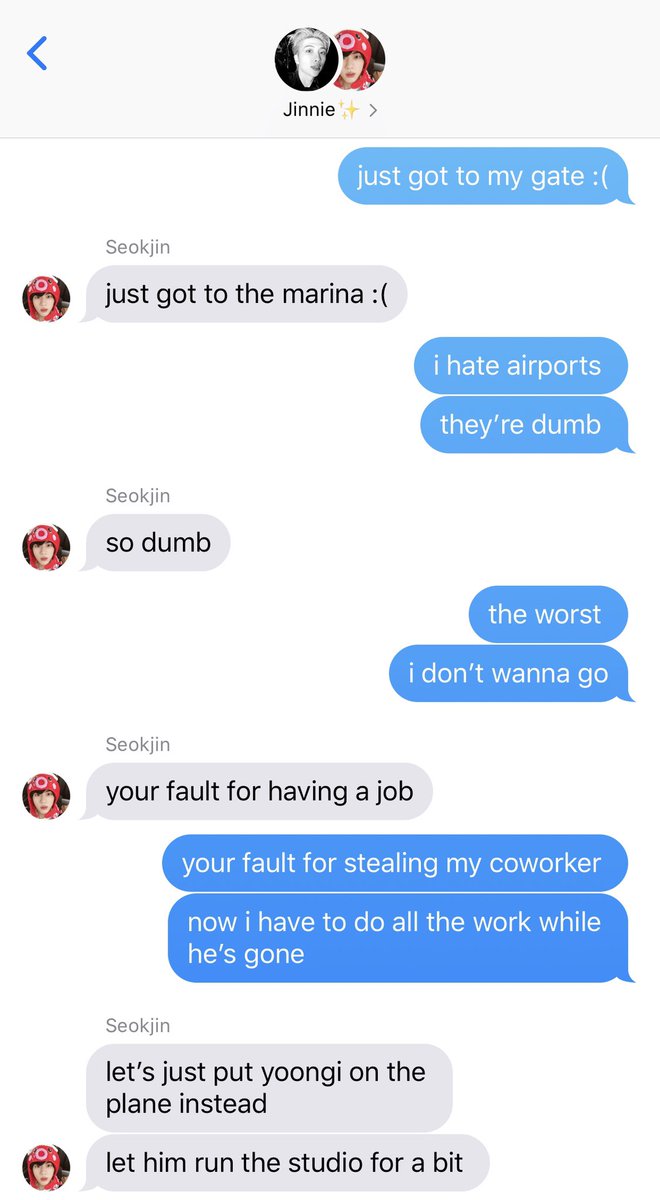 Jinnie✨
just got to my gate :(
Seokjin
just got to the marina :(
i hate airports
they’re dumb
Seokjin
so dumb
the worst
i don’t wanna go
Seokjin
your fault for having a job
your fault for stealing my coworker
now i have to do all the work while
he’s gone
Seokjin
let’s just put yoongi on the
plane instead
let him run the studio for a bit